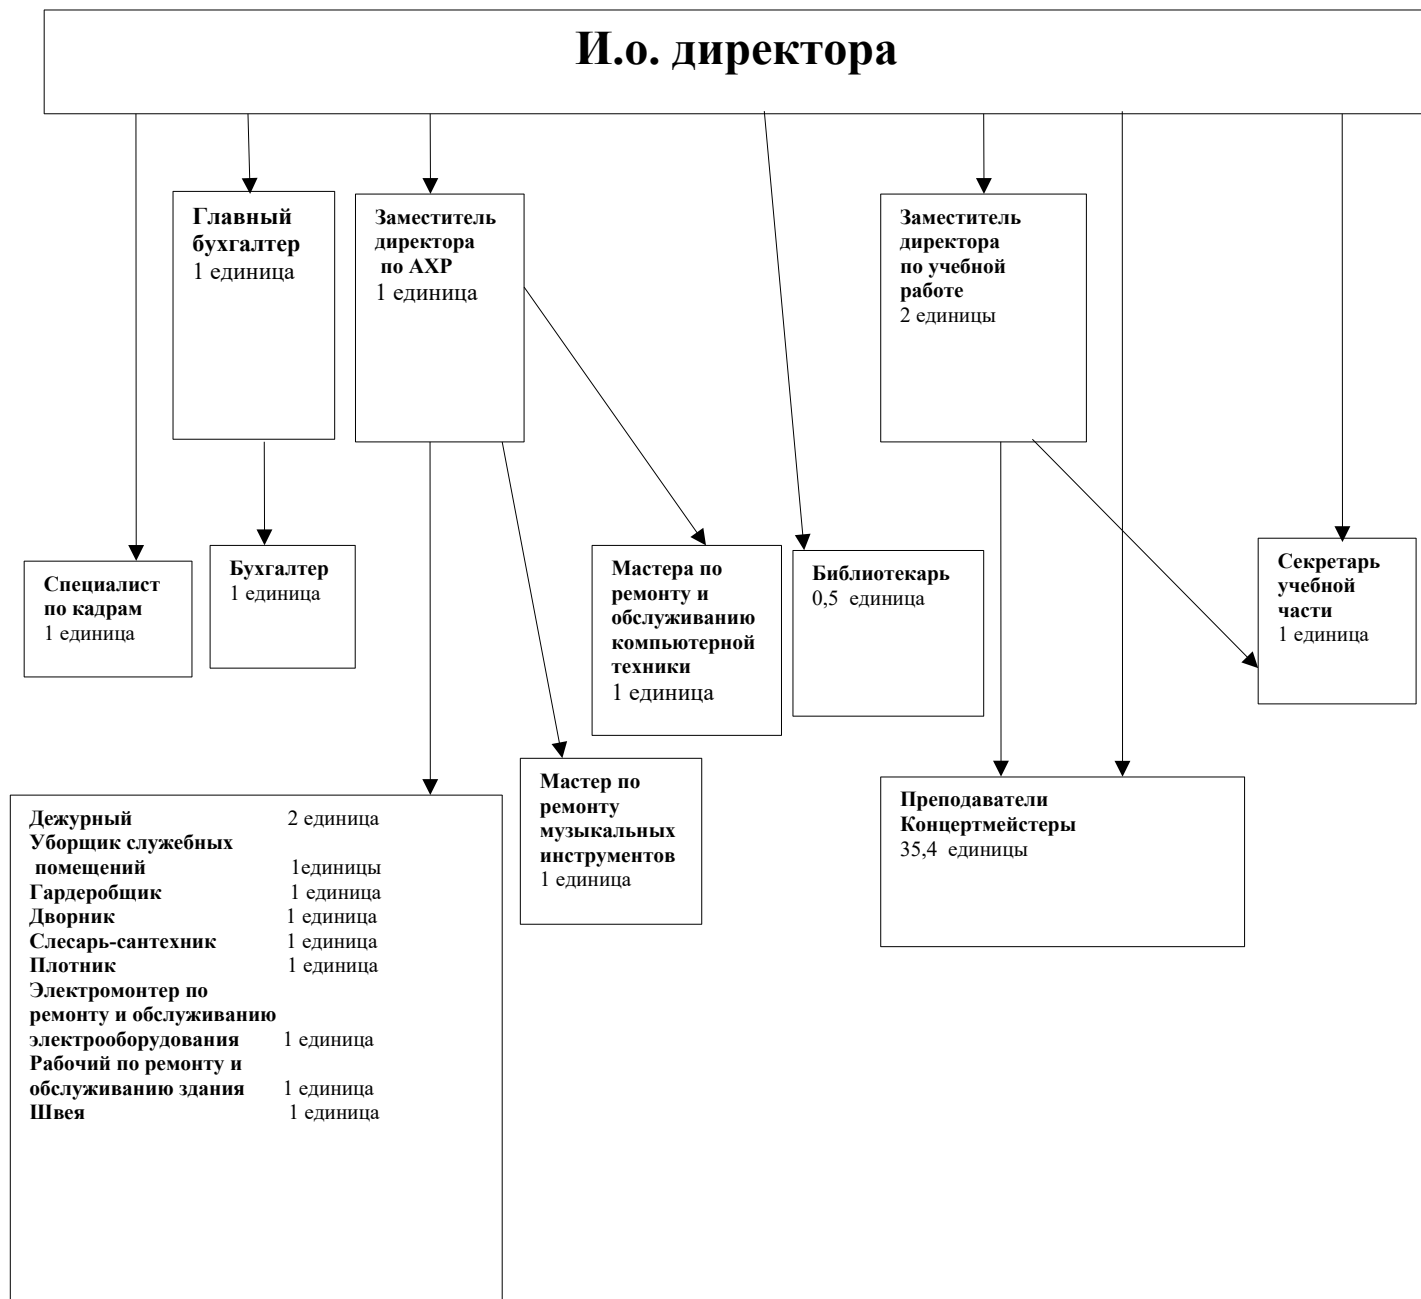 И.о. директора
Главный
бухгалтер
1 единица
Заместитель
директора
по АХР
1 единица
Заместитель
директора
по учебной
работе
2 единицы
Специалист
по кадрам
1 единица
Бухгалтер
1 единица
Мастера по
ремонту и
обслуживанию
компьютерной
техники
1 единица
Библиотекарь
0,5 единица
Секретарь
учебной
части
1 единица
Дежурный 2 единица
Уборщик служебных
помещений 1единицы
Гардеробщик 1 единица
Дворник 1 единица
Слесарь-сантехник 1 единица
Плотник 1 единица
Электромонтер по
ремонту и обслуживанию
электрооборудования 1 единица
Рабочий по ремонту и
обслуживанию здания 1 единица
Швея 1 единица
Мастер по
ремонту
музыкальных
инструментов
1 единица
Преподаватели
Концертмейстеры
35,4 единицы